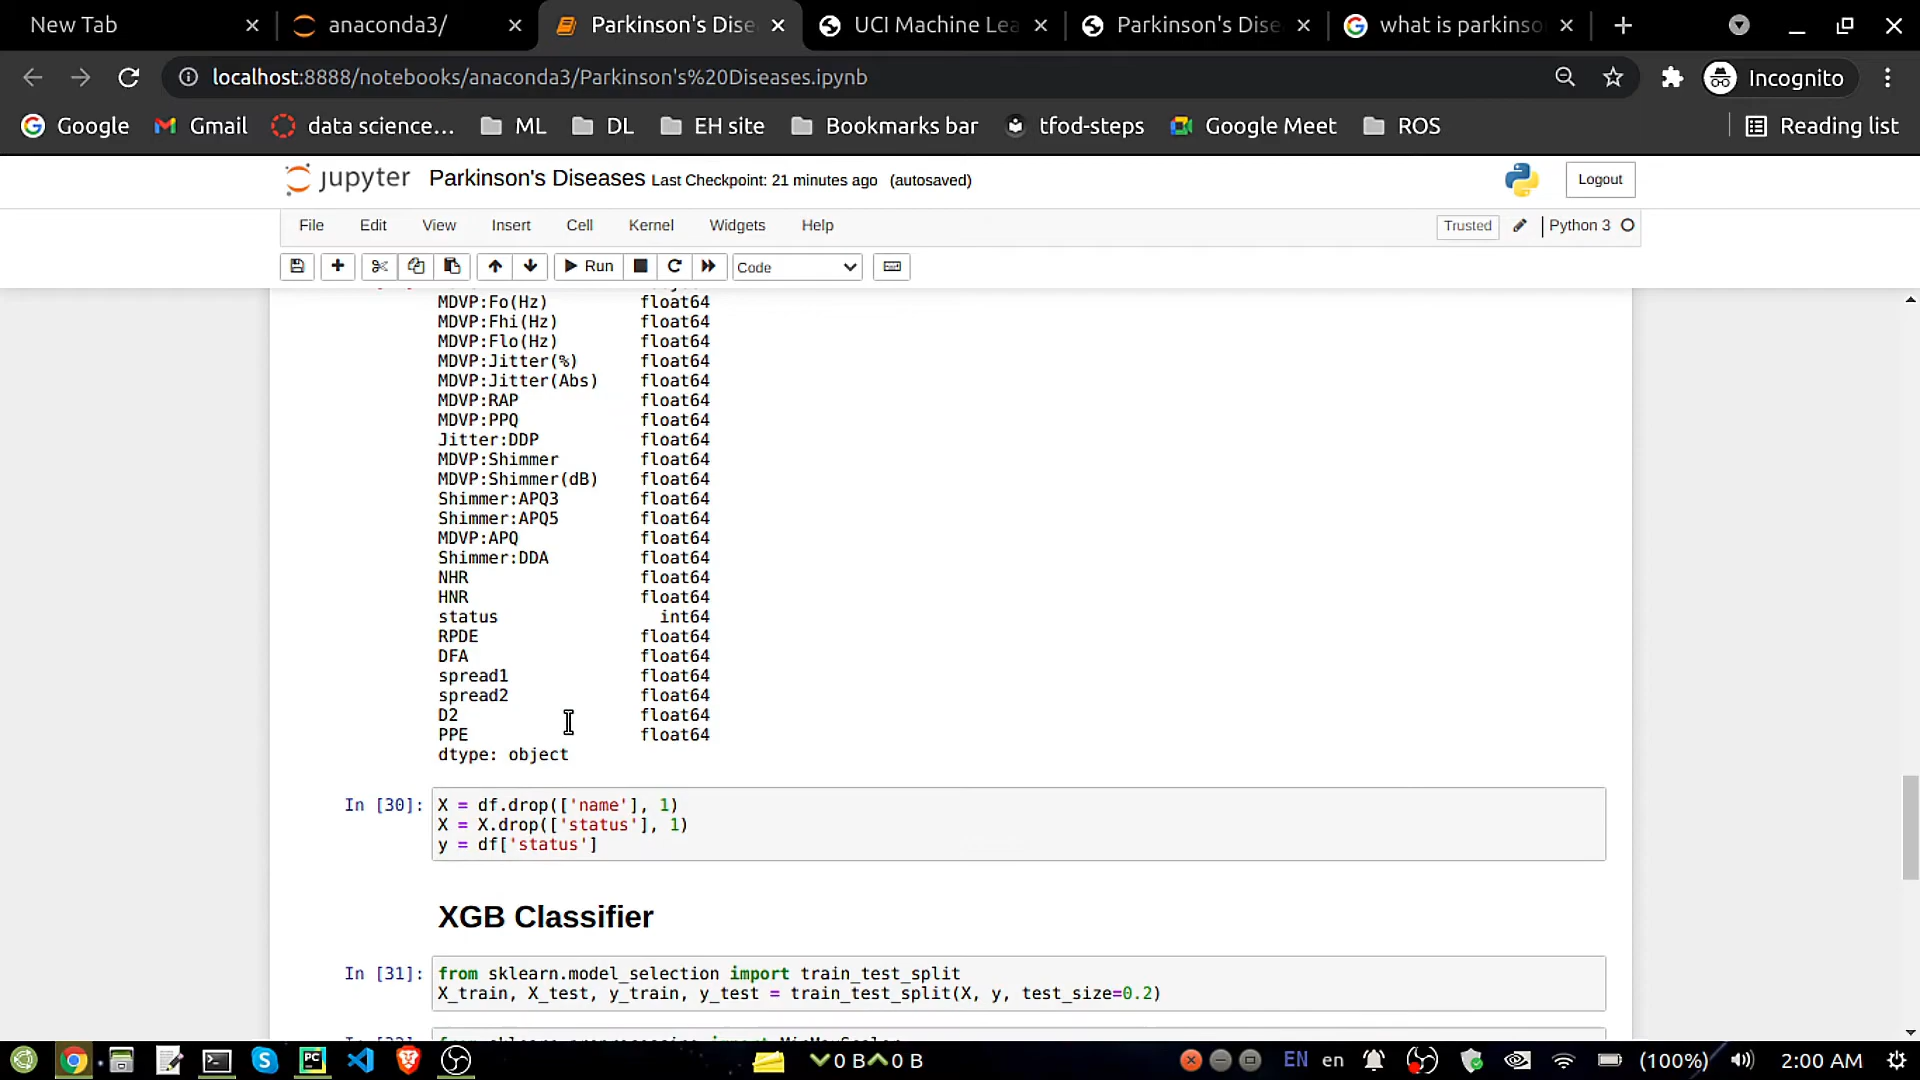 New Tab
anaconda3/
Parkinson's Dise
UCI Machine Lea
Parkinson's Dise
what is parkinso
localhost:8888/notebooks/anaconda3/Parkinson's%20Diseases.ipynb
Incognito
Google
Gmail
data science…
ML
DL
EH site
Bookmarks bar
tfod-steps
Google Meet
ROS
Reading list
jupyter Parkinson's Diseases Last Checkpoint: 21 minutes ago (autosaved)
Logout
File Edit View Insert Cell Kernel Widgets Help
Trusted
Python 3
Run
Code
MDVP:Fo(Hz) float64
MDVP:Fhi(Hz) float64
MDVP:Flo(Hz) float64
MDVP:Jitter(%) float64
MDVP:Jitter(Abs) float64
MDVP:RAP float64
MDVP:PPQ float64
Jitter:DDP float64
MDVP:Shimmer float64
MDVP:Shimmer(dB) float64
Shimmer:APQ3 float64
Shimmer:APQ5 float64
MDVP:APQ float64
Shimmer:DDA float64
NHR float64
HNR float64
status int64
RPDE float64
DFA float64
spread1 float64
spread2 float64
D2 float64
PPE float64
dtype: object
In [30]: X = df.drop(['name'], 1)
X = X.drop(['status'], 1)
y = df['status']
XGB Classifier
In [31]: from sklearn.model_selection import train_test_split
X_train, X_test, y_train, y_test = train_test_split(X, y, test_size=0.2)
0 B 0 B
EN en
(100%)
2:00 AM